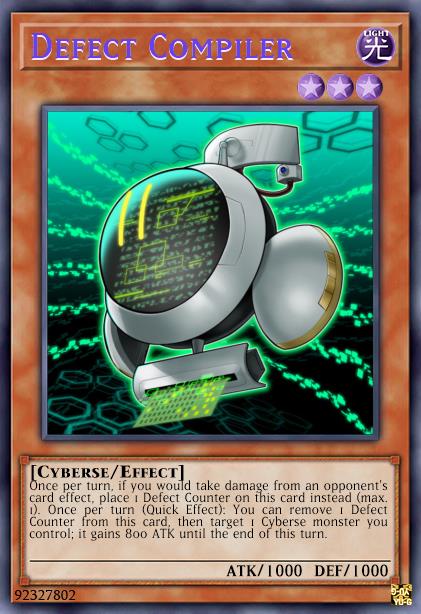 DEFECT COMPILER
LIGHT
光
[CYBERSE/EFFECT]
Once per turn, if you would take damage from an opponent's
card effect, place 1 Defect Counter on this card instead (max.
1). Once per turn (Quick Effect): You can remove 1 Defect
Counter from this card, then target 1 Cyberse monster you
control; it gains 800 ATK until the end of this turn.
ATK/1000 DEF/1000
92327802